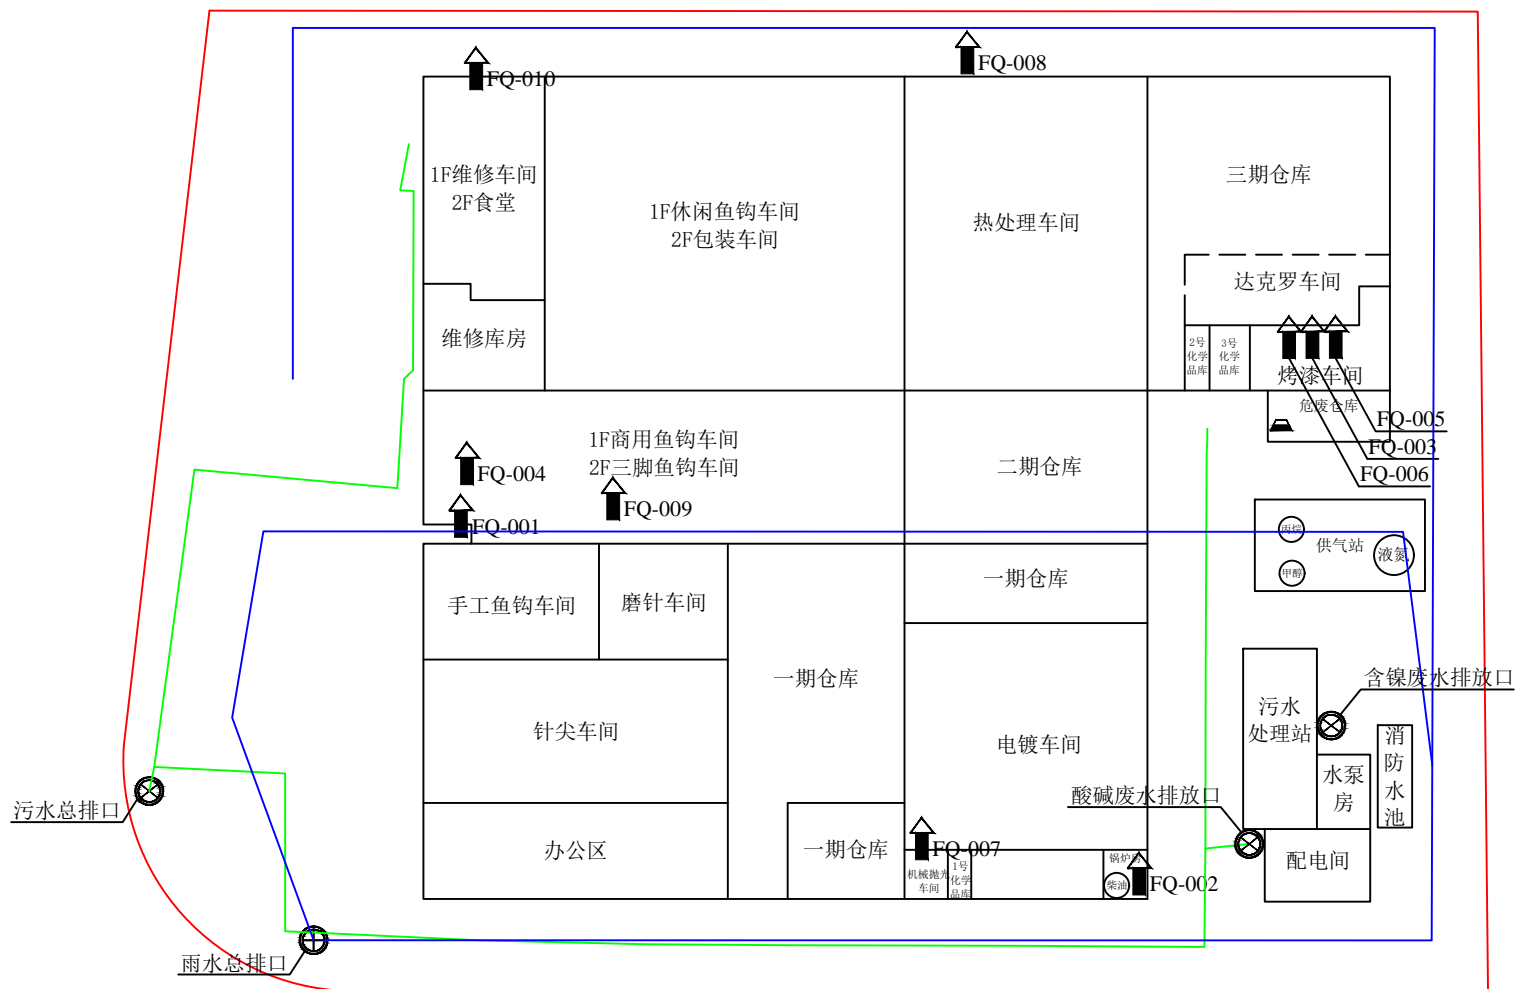 FQ-010
FQ-008
1F维修车间
2F食堂
1F休闲鱼钩车间
2F包装车间
热处理车间
三期仓库
达克罗车间
维修库房
2号
化学
品库
3号
化学
品库
烤漆车间
危废仓库
FQ-005
FQ-003
FQ-006
1F商用鱼钩车间
2F三脚鱼钩车间
二期仓库
FQ-004
FQ-009
FQ-001
丙烷
供气站
液氮
甲醇
手工鱼钩车间
磨针车间
一期仓库
一期仓库
针尖车间
电镀车间
含镍废水排放口
污水
处理站
消
防
水
池
水泵
房
酸碱废水排放口
污水总排口
办公区
一期仓库
FQ-007
机械抛光
车间
1号
化学
品库
锅炉房
柴油
FQ-002
配电间
雨水总排口